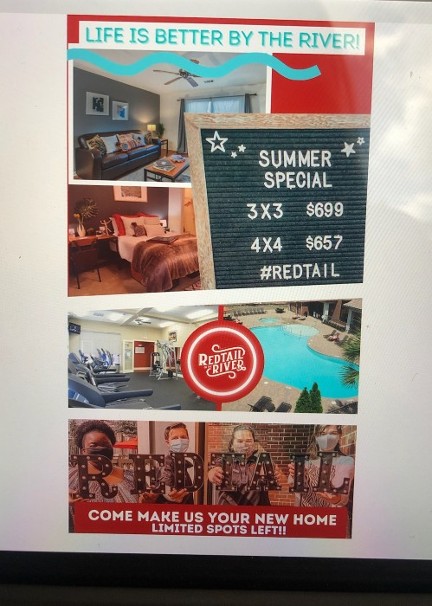 LIFE IS BETTER BY THE RIVER!
SUMMER
SPECIAL
3X3 $699
4X4 $657
#REDTAIL
REDTAIL
RIVER
REDTAIL
COME MAKE US YOUR NEW HOME
LIMITED SPOTS LEFT!!